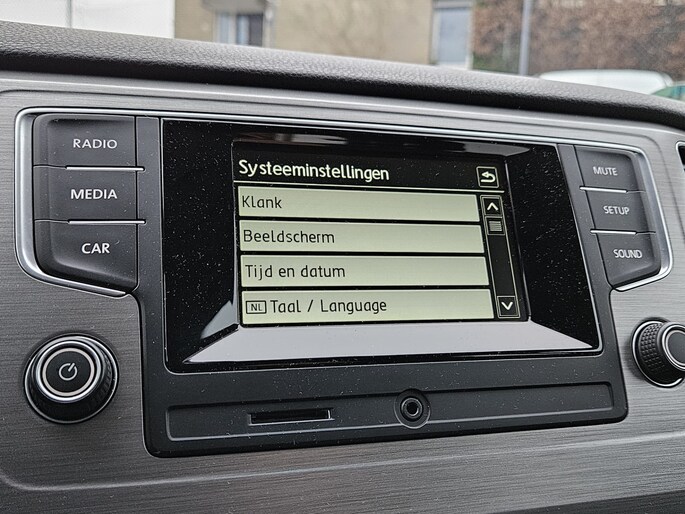 RADIO
MEDIA
CAR
Systeeminstellingen
Klank
Beeldscherm
Tijd en datum
NL Taal / Language
MUTE
SETUP
SOUND